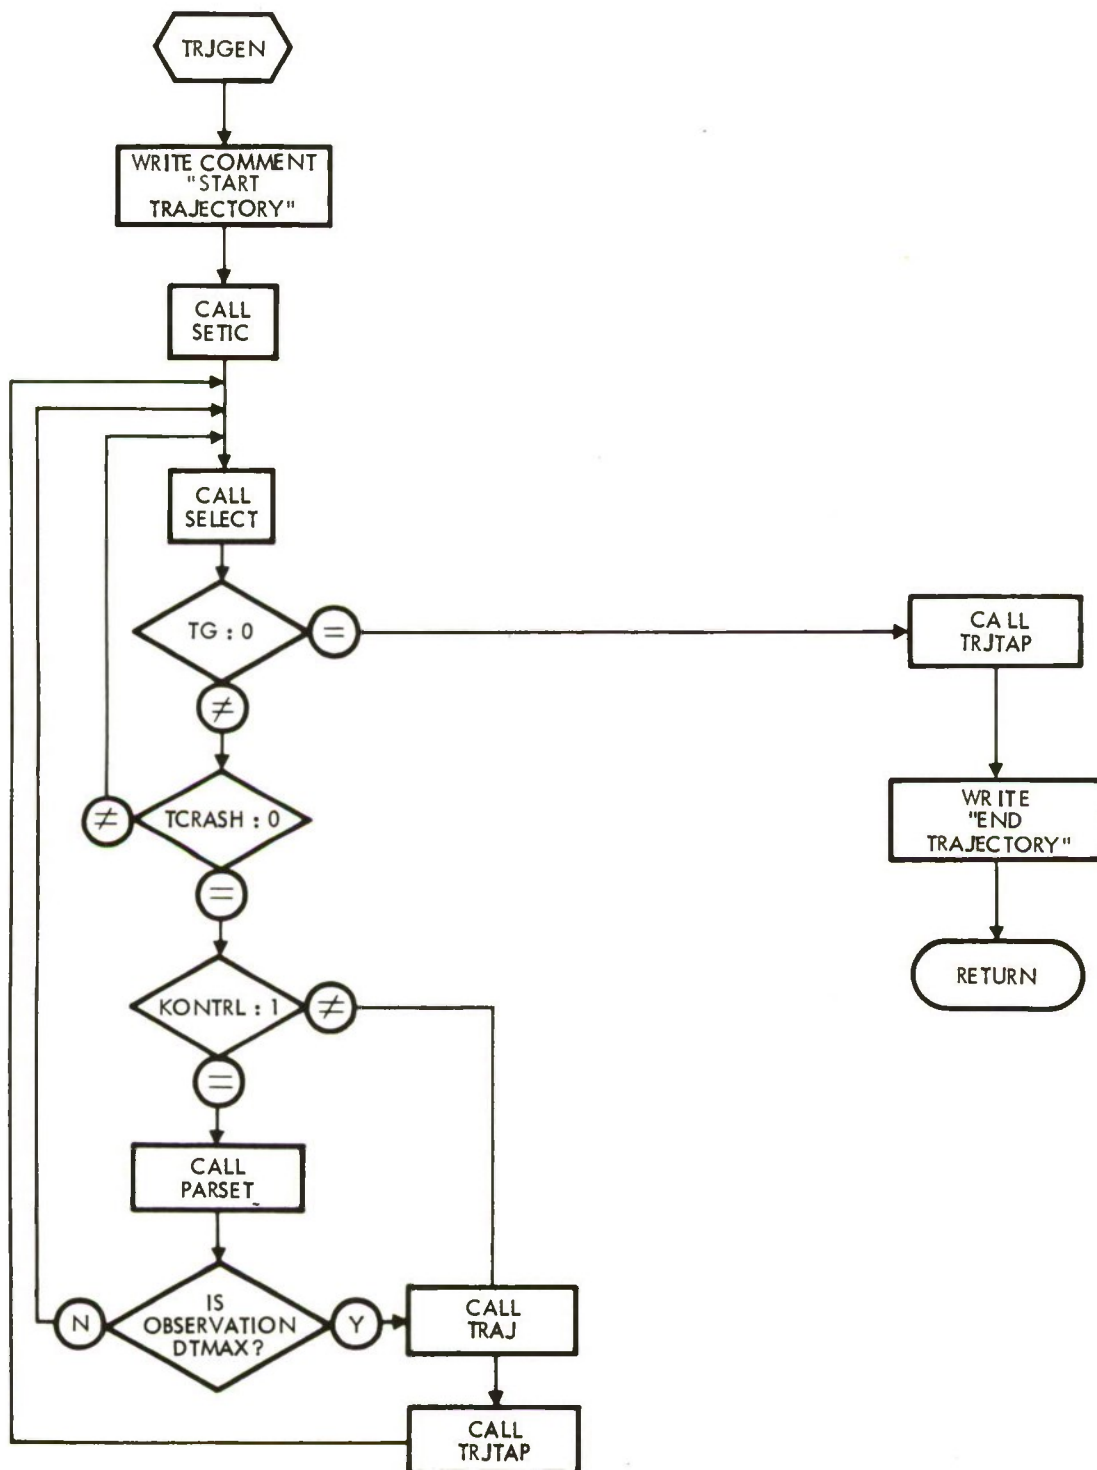 TRJGEN
WRITE COMMENT
"START
TRAJECTORY"
CALL
SETIC
CALL
SELECT
TG : 0
=
CALL
TRJTAP
≠
≠
TCRASH : 0
WRITE
"END
TRAJECTORY"
=
RETURN
KONTRL : 1
≠
=
CALL
PARSET
N
IS
OBSERVATION
DTMAX?
Y
CALL
TRAJ
CALL
TRJTAP